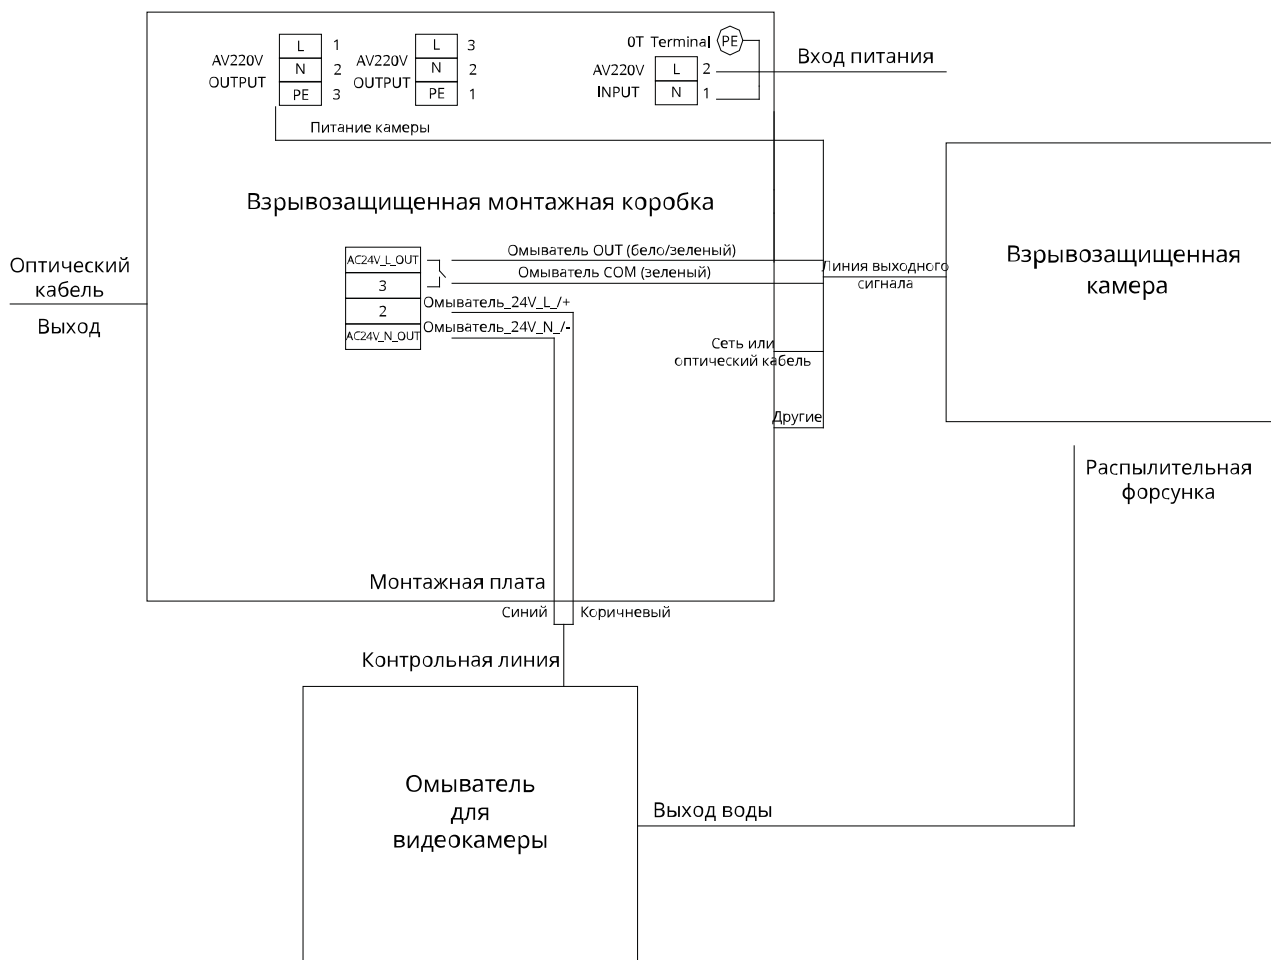 L 1
AV220V
N 2
OUTPUT
PE 3
L 3
AV220V
N 2
OUTPUT
PE 1
0T Terminal PE
AV220V
L 2
INPUT
N 1
Вход питания
Питание камеры
Взрывозащищенная монтажная коробка
Оптический
кабель
Выход
AC24V_L_OUT
3
2
AC24V_N_OUT
Омыватель OUT (бело/зеленый)
Омыватель COM (зеленый)
Омыватель_24V_L_/+
Омыватель_24V_N_/-
Линия выходного
сигнала
Взрывозащищенная
камера
Сеть или
оптический кабель
Другие
Распылительная
форсунка
Монтажная плата
Синий
Коричневый
Контрольная линия
Омыватель
для
видеокамеры
Выход воды